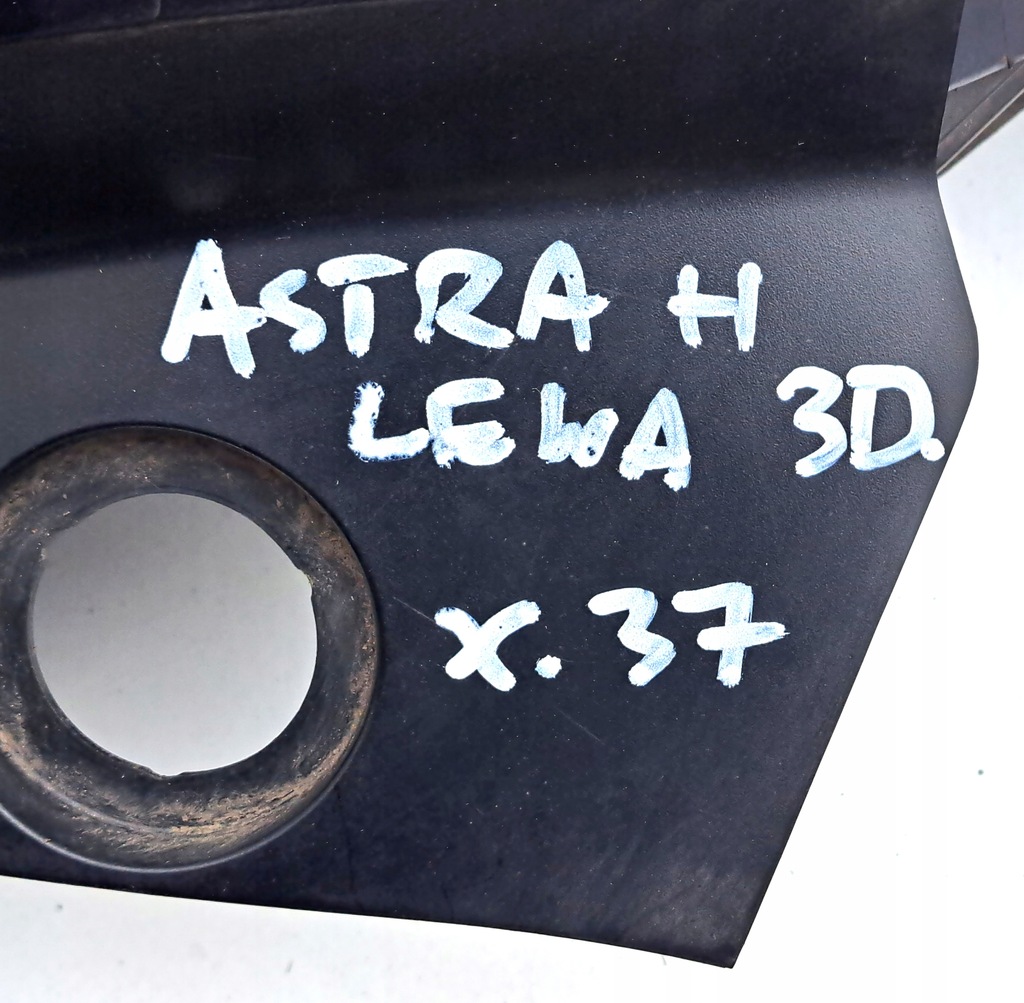 ASTRA H
LEWA 3D.
X. 37